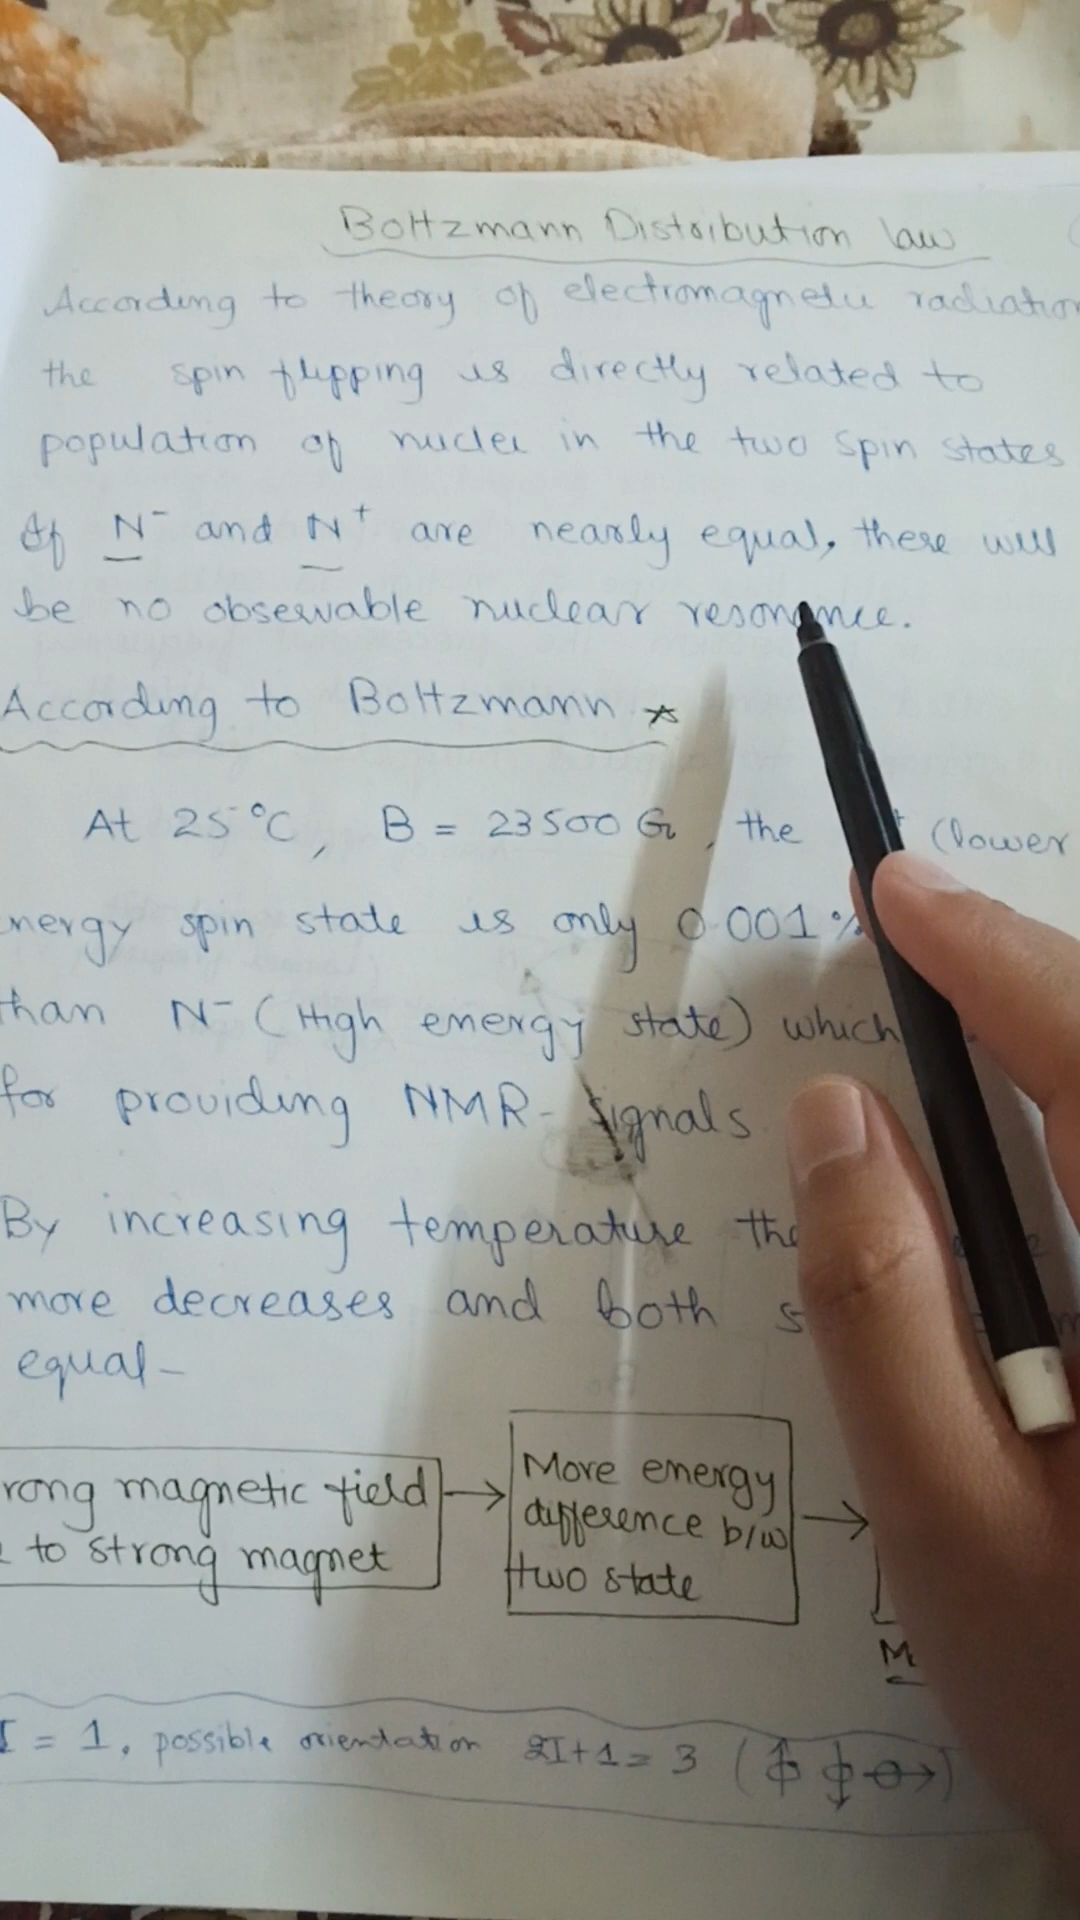 Boltzmann Distribution law
According to theory of electromagnetic radiation
the spin flipping is directly related to
population of nuclei in the two spin states
If N⁻ and N⁺ are nearly equal, there will
be no observable nuclear resonance.
According to Boltzmann ☆
At 25°C, B = 23500 G, the (lower
nergy spin state is only 0.001%
than N⁻ (High energy state) which
for providing NMR-signals
By increasing temperature the
more decreases and both
equal-
rong magnetic field → More energy
to strong magnet
difference b/w →
two state
M
I = 1, possible orientation 2I+1 = 3